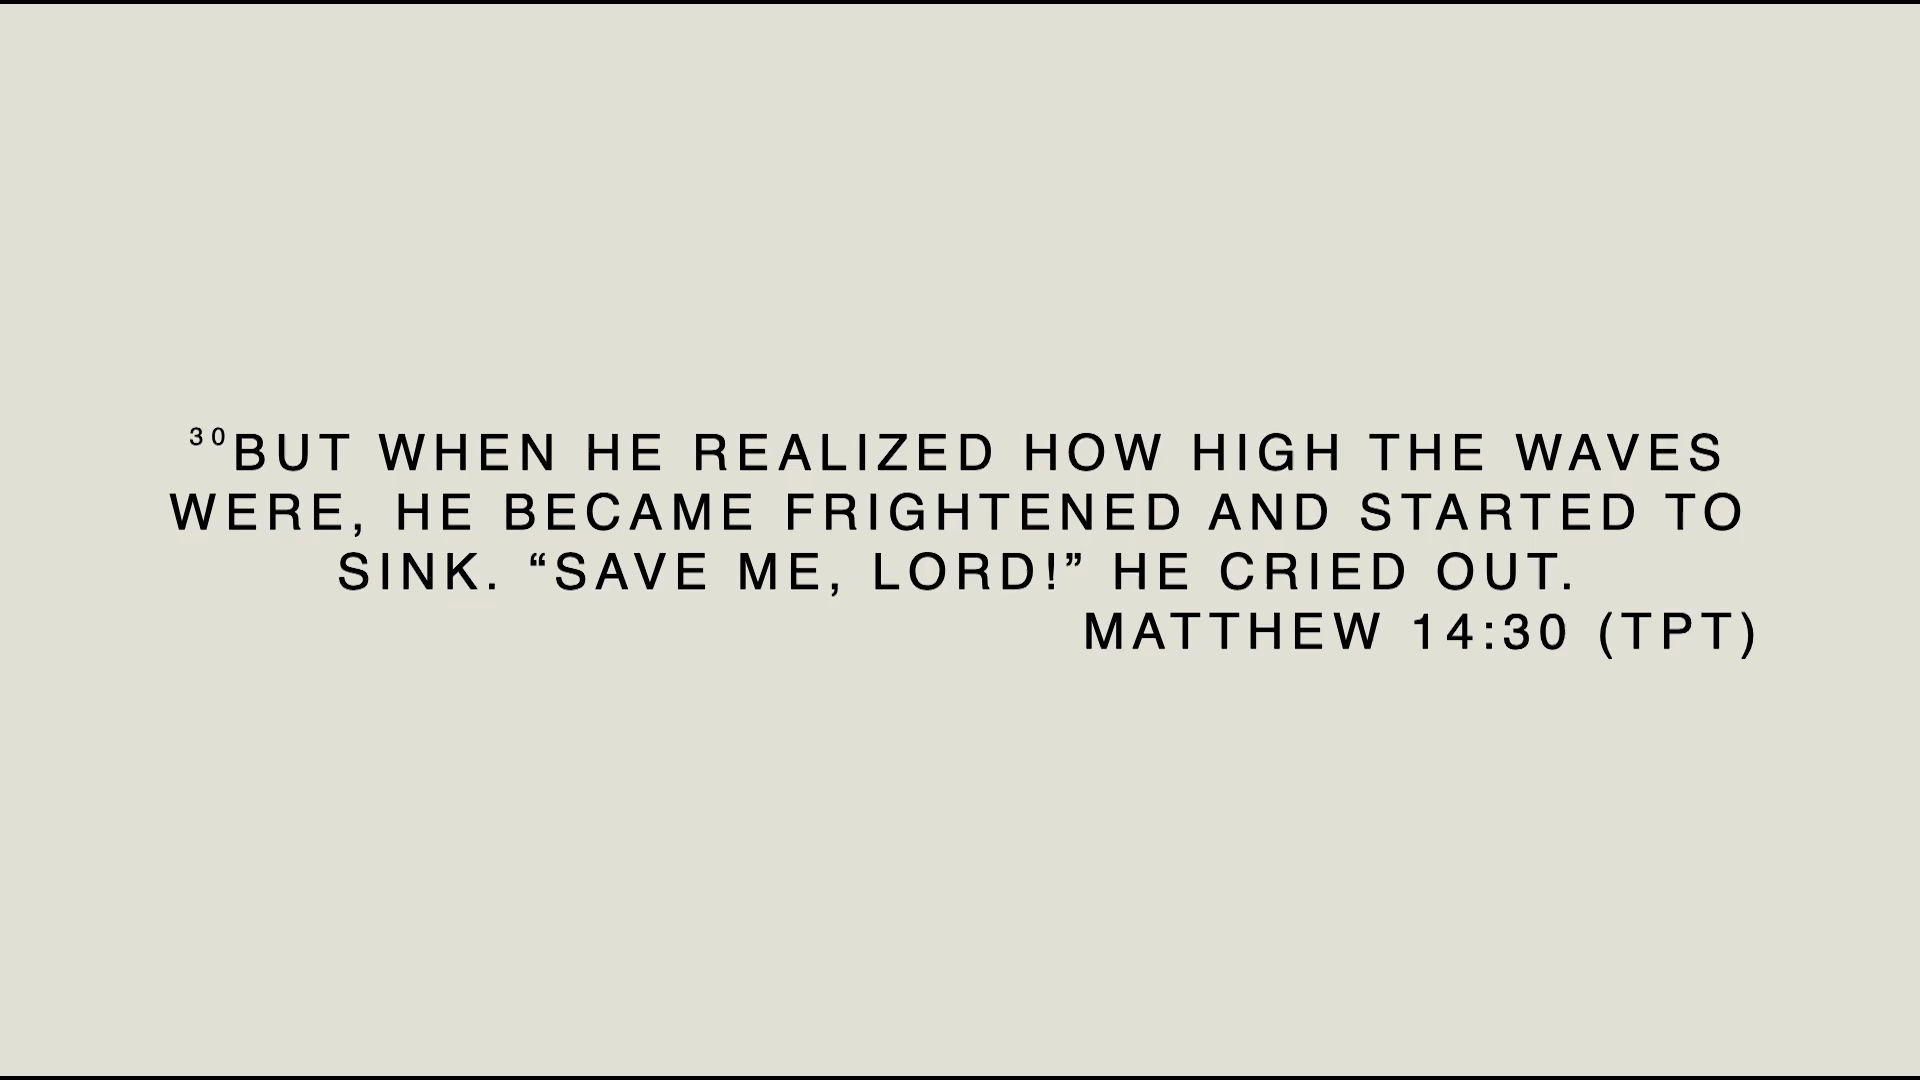 ³⁰BUT WHEN HE REALIZED HOW HIGH THE WAVES
WERE, HE BECAME FRIGHTENED AND STARTED TO
SINK. “SAVE ME, LORD!” HE CRIED OUT.
MATTHEW 14:30 (TPT)